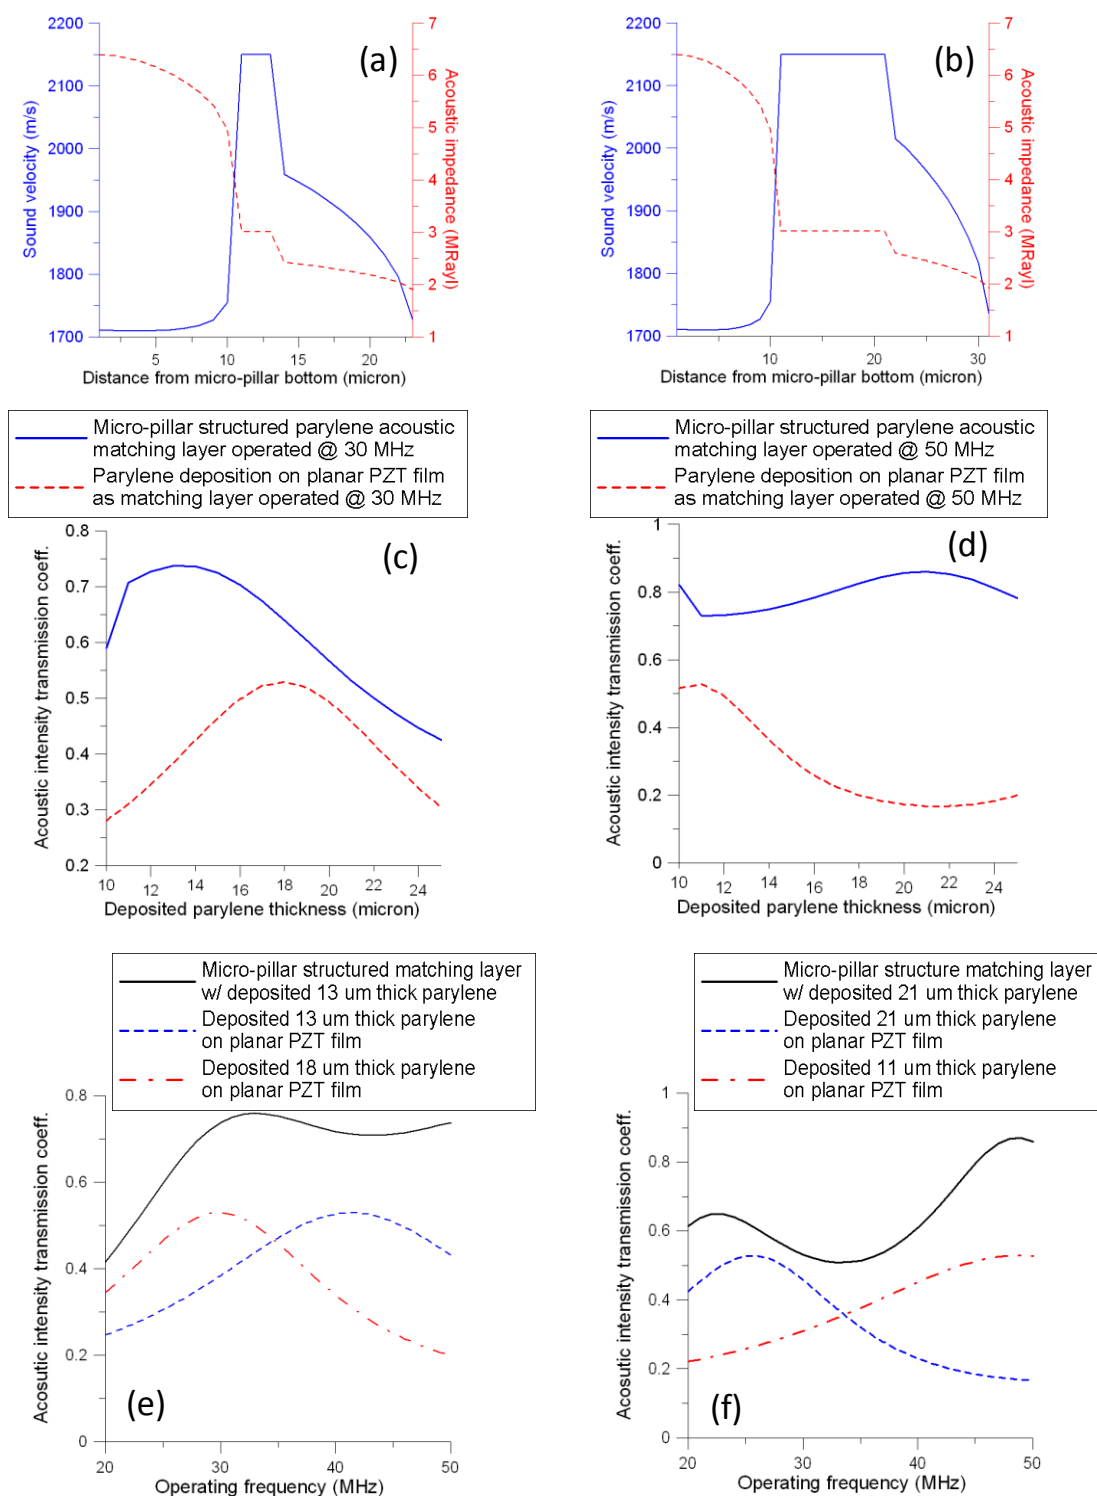 2200
2100
2000
1900
1800
1700
Sound velocity (m/s)
(a)
7
6
5
4
3
2
1
Acoustic impedance (MRayl)
5
10
15
20
Distance from micro-pillar bottom (micron)
2200
2100
2000
1900
1800
1700
Sound velocity (m/s)
(b)
7
6
5
4
3
2
1
Acoustic impedance (MRayl)
10
20
30
Distance from micro-pillar bottom (micron)
Micro-pillar structured parylene acoustic
matching layer operated @ 30 MHz
Parylene deposition on planar PZT film
as matching layer operated @ 30 MHz
0.8
0.7
0.6
0.5
0.4
0.3
0.2
Acoustic intensity transmission coeff.
(c)
10
12
14
16
18
20
22
24
Deposited parylene thickness (micron)
Micro-pillar structured parylene acoustic
matching layer operated @ 50 MHz
Parylene deposition on planar PZT film
as matching layer operated @ 50 MHz
1
0.8
0.6
0.4
0.2
0
Acoustic intensity transmission coeff.
(d)
10
12
14
16
18
20
22
24
Deposited parylene thickness (micron)
Micro-pillar structured matching layer
w/ deposited 13 um thick parylene
Deposited 13 um thick parylene
on planar PZT film
Deposited 18 um thick parylene
on planar PZT film
0.8
0.6
0.4
0.2
0
Acosutic intensity transmission coeff.
(e)
20
30
40
50
Operating frequency (MHz)
Micro-pillar structure matching layer
w/ deposited 21 um thick parylene
Deposited 21 um thick parylene
on planar PZT film
Deposited 11 um thick parylene
on planar PZT film
1
0.8
0.6
0.4
0.2
0
Acoustic intensity transmission coeff.
(f)
20
30
40
50
Operating frequency (MHz)